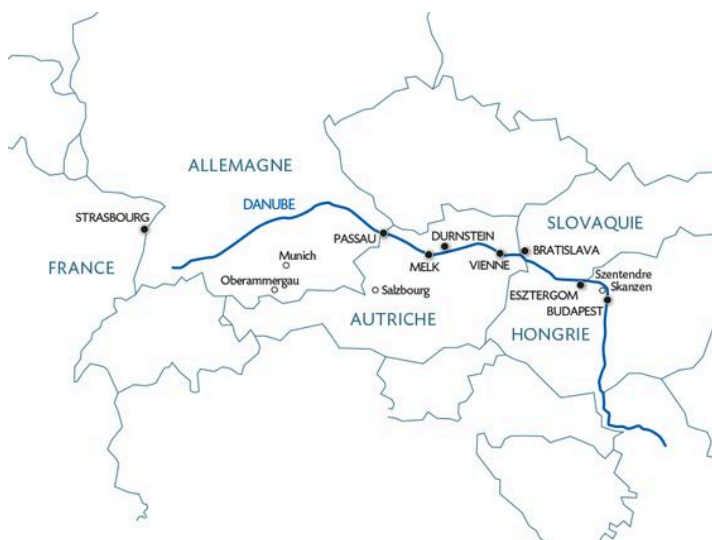 ALLEMAGNE
DANUBE
STRASBOURG
SLOVAQUIE
PASSAU
DURNSTEIN
BRATISLAVA
MELK
VIENNE
FRANCE
Munich
Oberammergau
Salzbourg
Szentendre
Skanzen
ESZTERGOM
BUDAPEST
AUTRICHE
HONGRIE